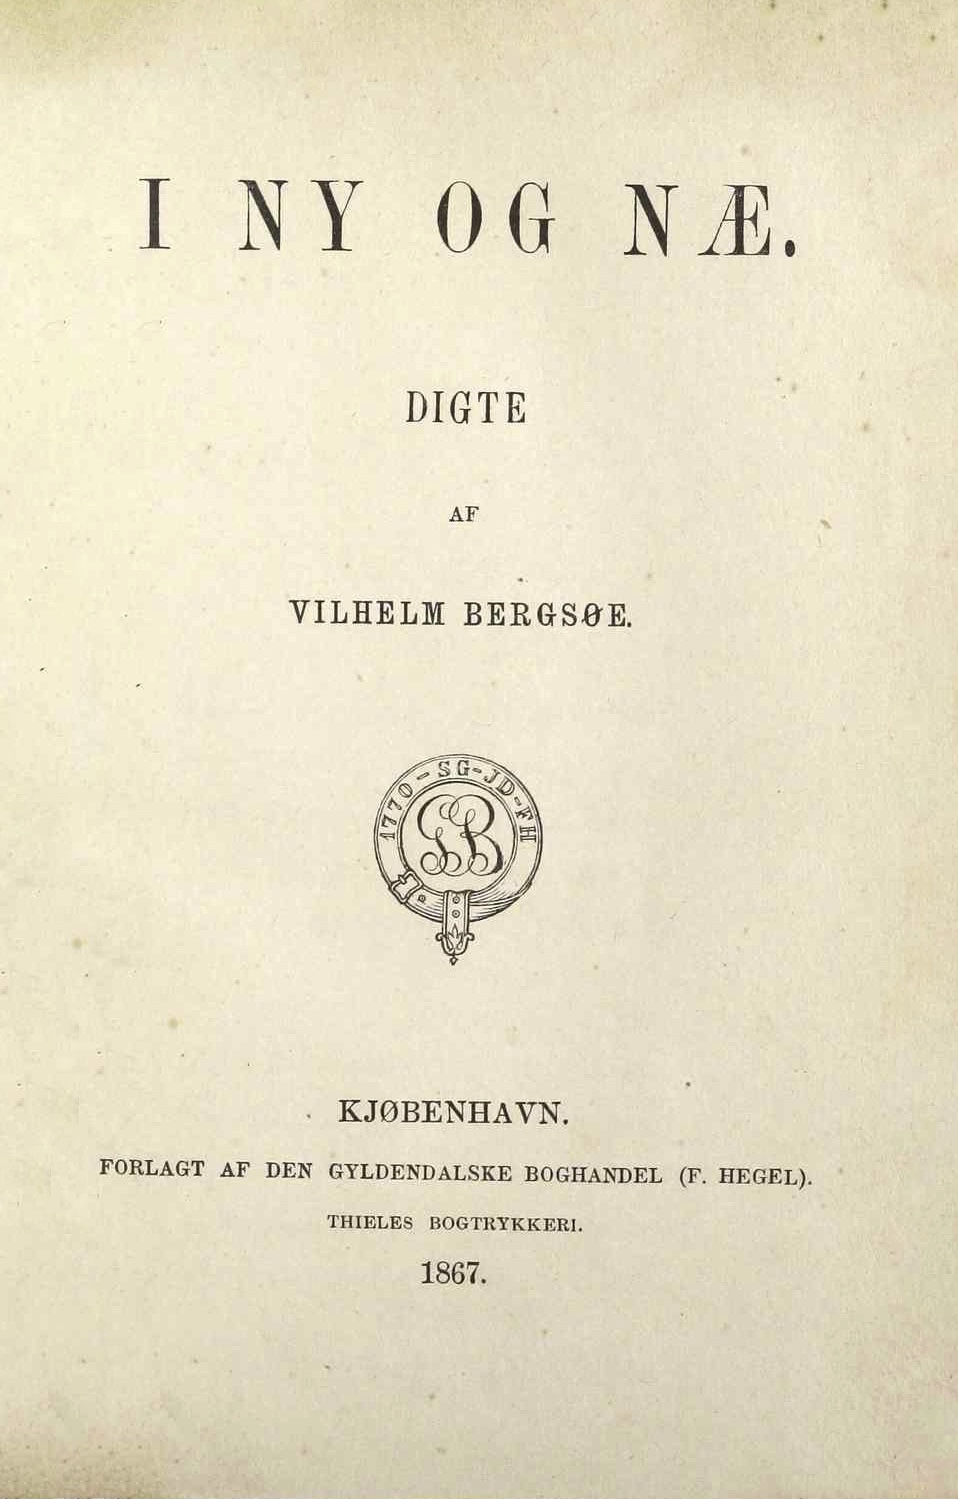 I NY OG NÆ.
DIGTE
AF
VILHELM BERGSØE.
1770-SG-JD-FH
GB
KJØBENHAVN.
FORLAGT AF DEN GYLDENDALSKE BOGHANDEL (F. HEGEL).
THIELES BOGTRYKKERI.
1867.